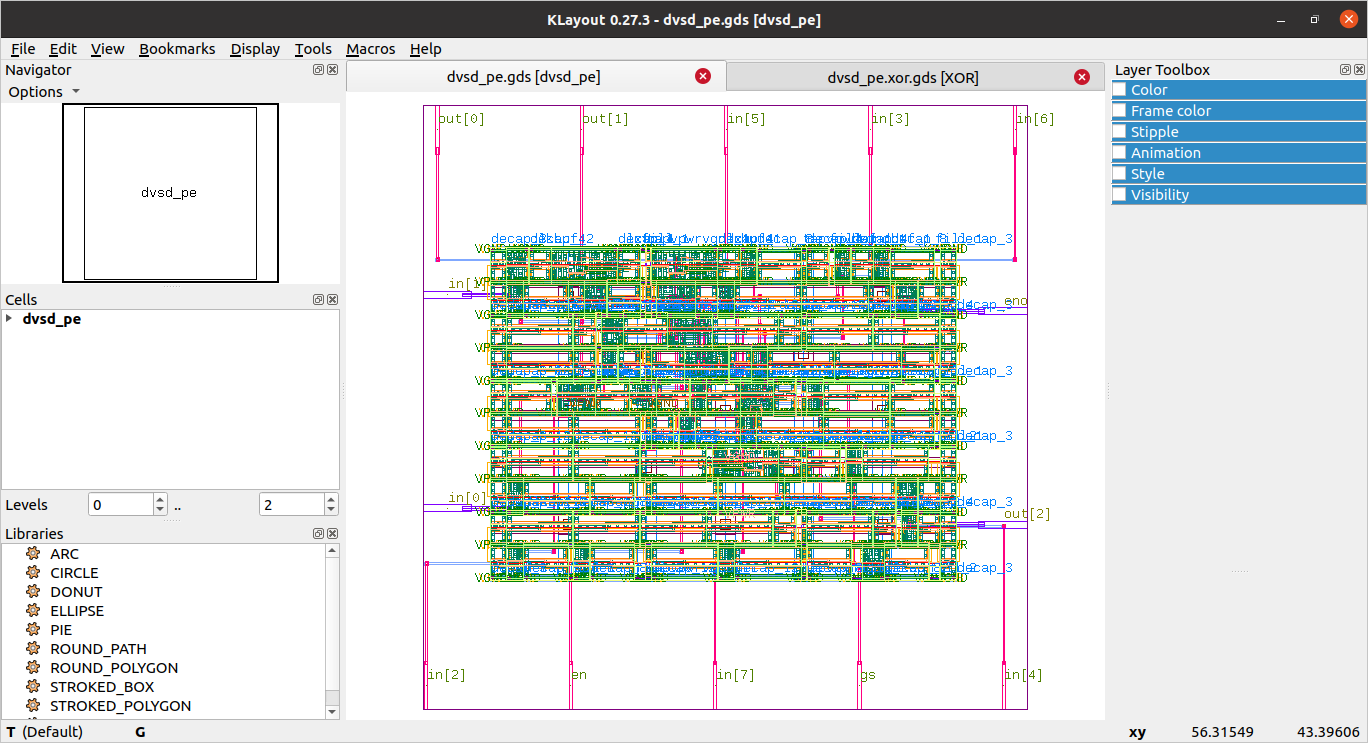 KLayout 0.27.3 - dvsd_pe.gds [dvsd_pe]
File Edit View Bookmarks Display Tools Macros Help
Navigator
Options
dvsd_pe
Cells
dvsd_pe
Levels 0 .. 2
Libraries
ARC
CIRCLE
DONUT
ELLIPSE
PIE
ROUND_PATH
ROUND_POLYGON
STROKED_BOX
STROKED_POLYGON
dvsd_pe.gds [dvsd_pe]
dvsd_pe.xor.gds [XOR]
out[0] out[1] in[5] in[3] in[6]
decap_3
eno
decap_3
decap_3
in[0] decap_3
out[2]
decap_3
in[2] en in[7] gs in[4]
Layer Toolbox
Color
Frame color
Stipple
Animation
Style
Visibility
T (Default) G xy 56.31549 43.39606